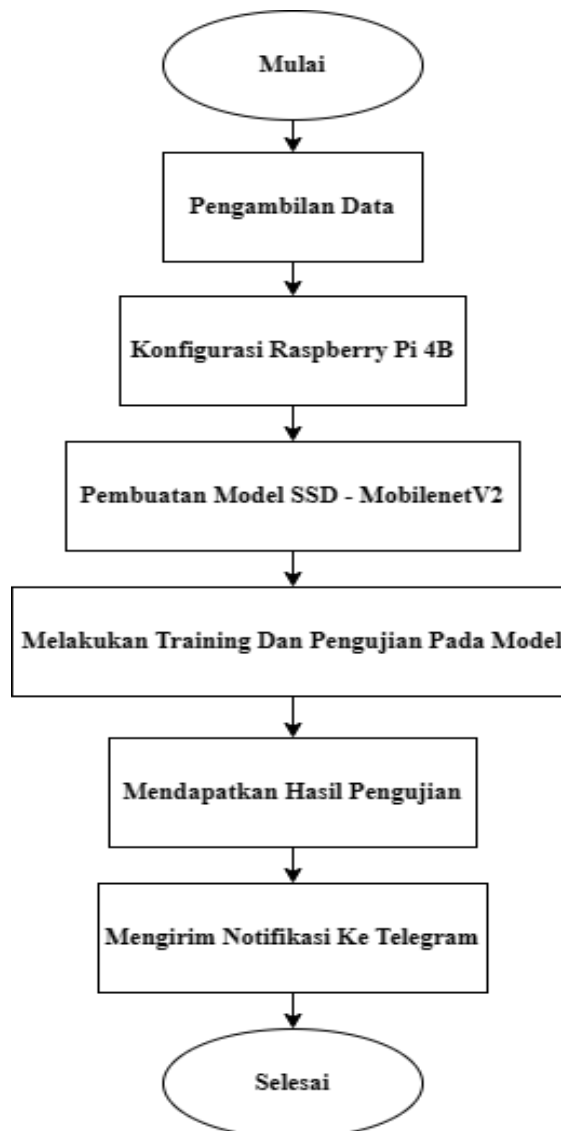 Mulai
Pengambilan Data
Konfigurasi Raspberry Pi 4B
Pembuatan Model SSD - MobilenetV2
Melakukan Training Dan Pengujian Pada Model
Mendapatkan Hasil Pengujian
Mengirim Notifikasi Ke Telegram
Selesai